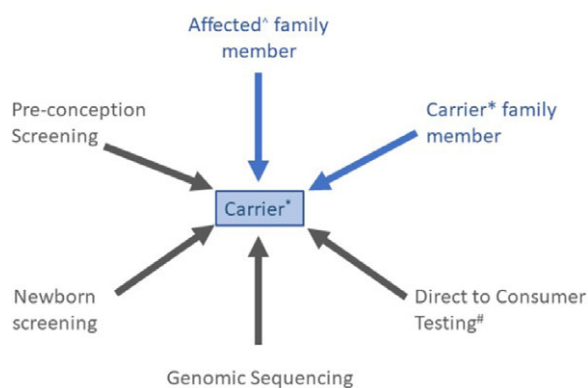 Affected^ family
member
Pre-conception
Screening
Carrier* family
member
Carrier*
Newborn
screening
Direct to Consumer
Testing#
Genomic Sequencing